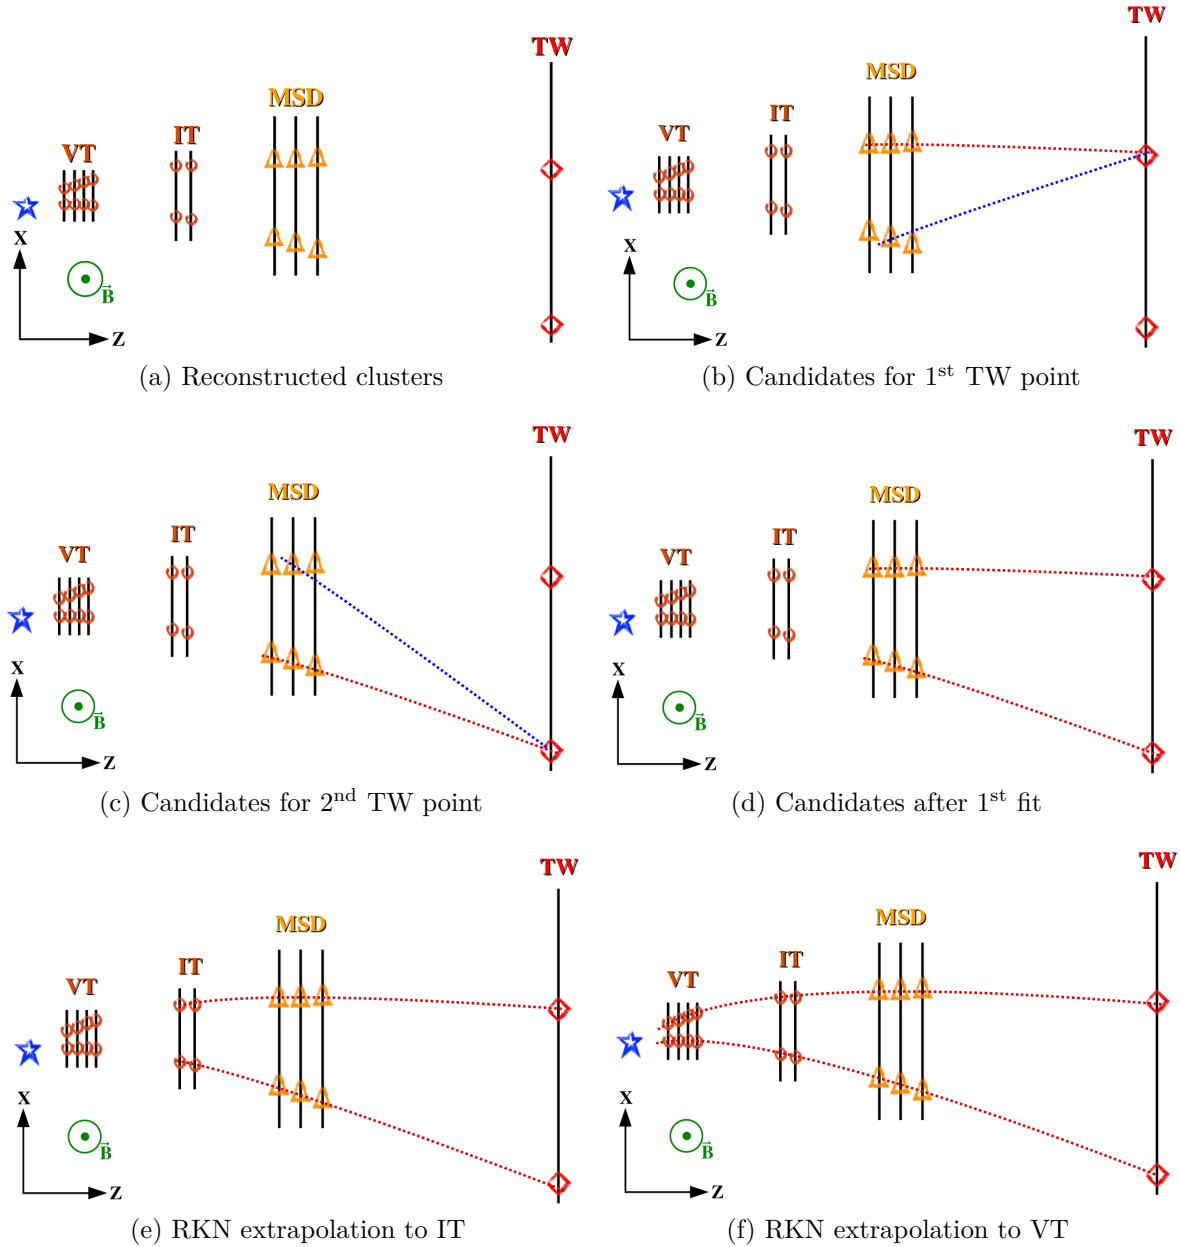 TW
MSD
IT
VT
X
B
Z
(a) Reconstructed clusters
TW
MSD
IT
VT
X
B
Z
(b) Candidates for 1st TW point
TW
MSD
IT
VT
X
B
Z
(c) Candidates for 2nd TW point
TW
MSD
IT
VT
X
B
Z
(d) Candidates after 1st fit
TW
MSD
IT
VT
X
B
Z
(e) RKN extrapolation to IT
TW
MSD
IT
VT
X
B
Z
(f) RKN extrapolation to VT